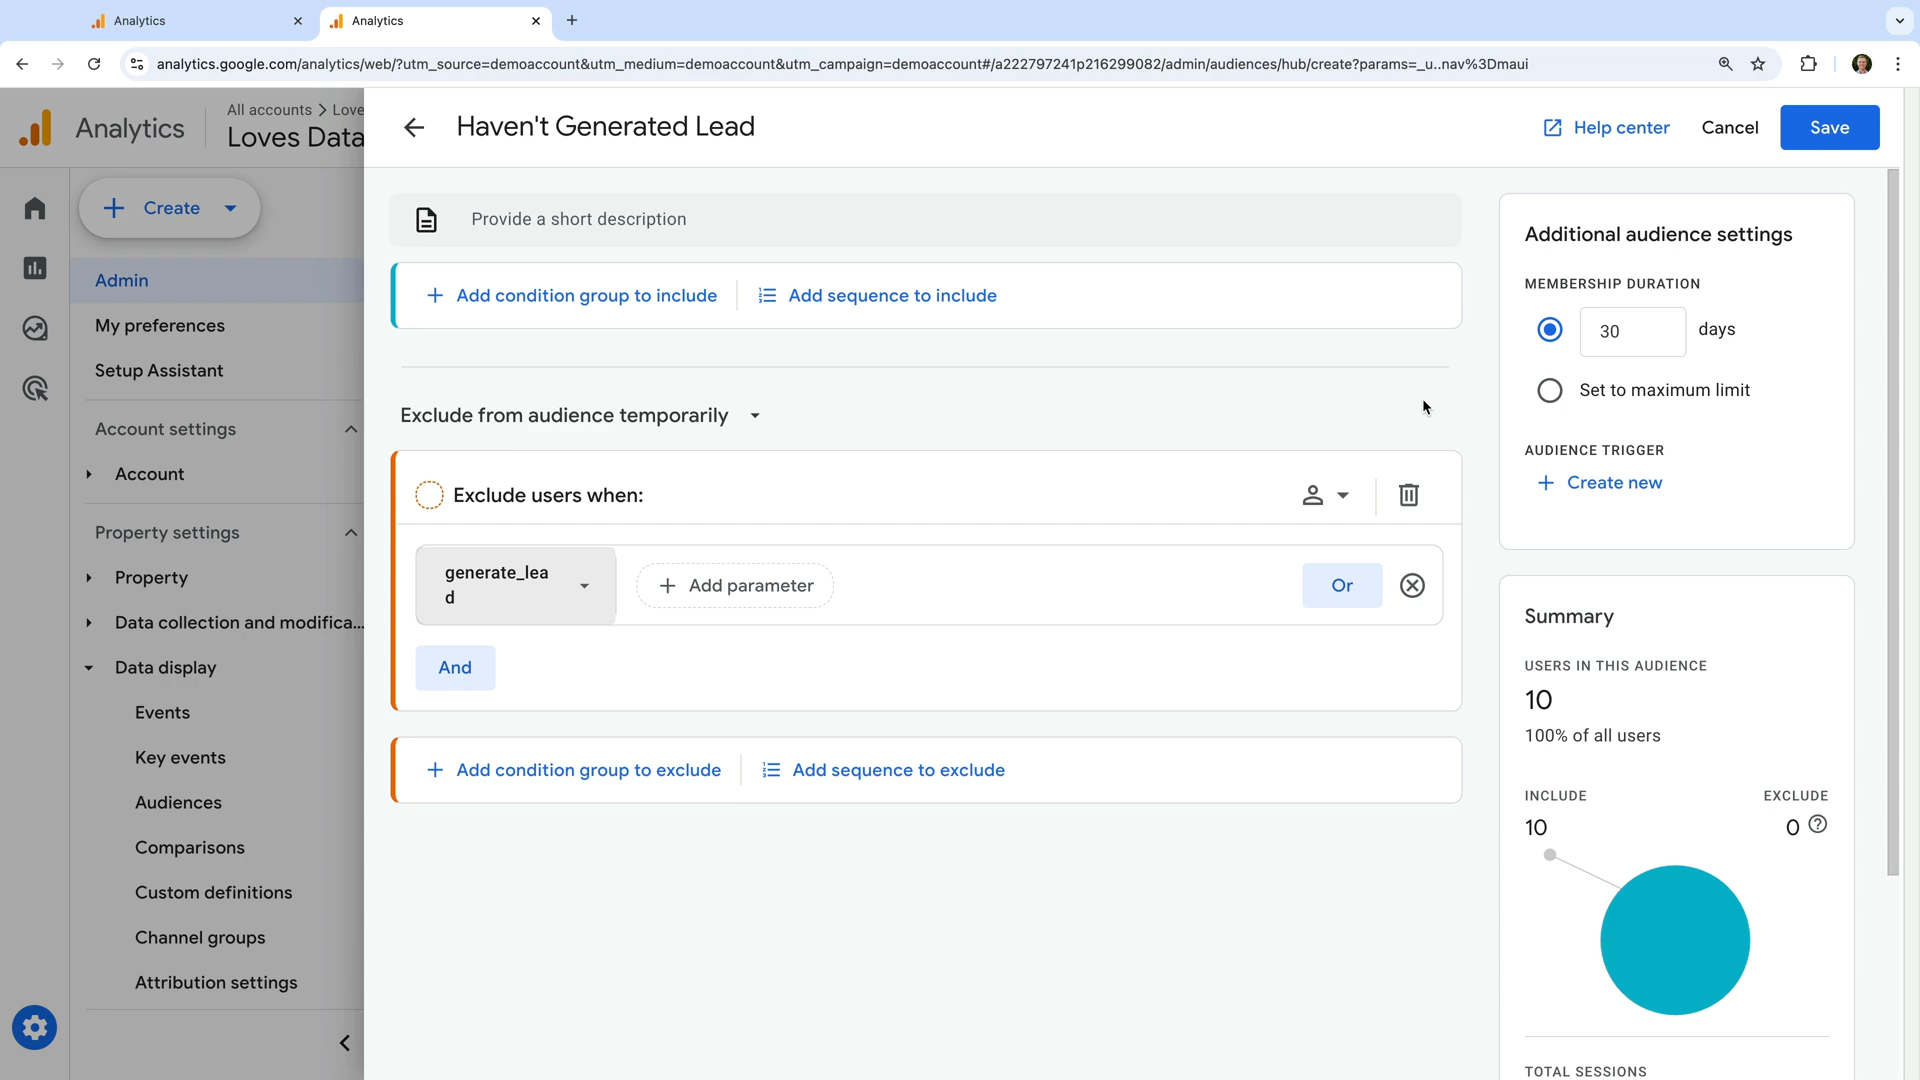 Analytics
Analytics
analytics.google.com/analytics/web/?utm_source=demoaccount&utm_medium=demoaccount&utm_campaign=demoaccount#/a222797241p216299082/admin/audiences/hub/create?params=_u..nav%3Dmaui
Analytics
All accounts > Love
Loves Data
Haven't Generated Lead
Help center
Cancel
Save
Create
Admin
My preferences
Setup Assistant
Account settings
Account
Property settings
Property
Data collection and modifica...
Data display
Events
Key events
Audiences
Comparisons
Custom definitions
Channel groups
Attribution settings
Provide a short description
Add condition group to include
Add sequence to include
Exclude from audience temporarily
Exclude users when:
generate_lea
d
Add parameter
Or
And
Add condition group to exclude
Add sequence to exclude
Additional audience settings
MEMBERSHIP DURATION
30 days
Set to maximum limit
AUDIENCE TRIGGER
Create new
Summary
USERS IN THIS AUDIENCE
10
100% of all users
INCLUDE EXCLUDE
10 0
TOTAL SESSIONS